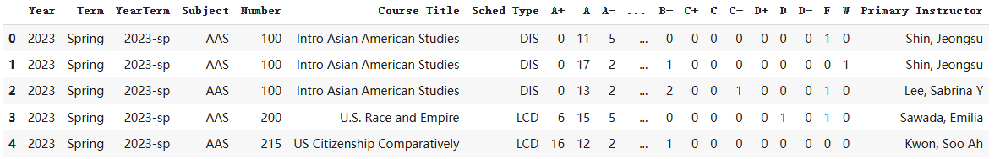 Year Term YearTerm Subject Number Course Title Sched Type A+ A A- ... B- C+ C C- D+ D D- F W Primary Instructor
0 2023 Spring 2023-sp AAS 100 Intro Asian American Studies DIS 0 11 5 ... 0 0 0 0 0 0 0 1 0 Shin, Jeongsu
1 2023 Spring 2023-sp AAS 100 Intro Asian American Studies DIS 0 17 2 ... 1 0 0 0 0 0 0 0 1 Shin, Jeongsu
2 2023 Spring 2023-sp AAS 100 Intro Asian American Studies DIS 0 13 2 ... 2 0 0 1 0 0 0 1 0 Lee, Sabrina Y
3 2023 Spring 2023-sp AAS 200 U.S. Race and Empire LCD 6 15 5 ... 0 0 0 0 0 1 0 1 0 Sawada, Emilia
4 2023 Spring 2023-sp AAS 215 US Citizenship Comparatively LCD 16 12 2 ... 1 0 0 0 0 0 0 0 0 Kwon, Soo Ah